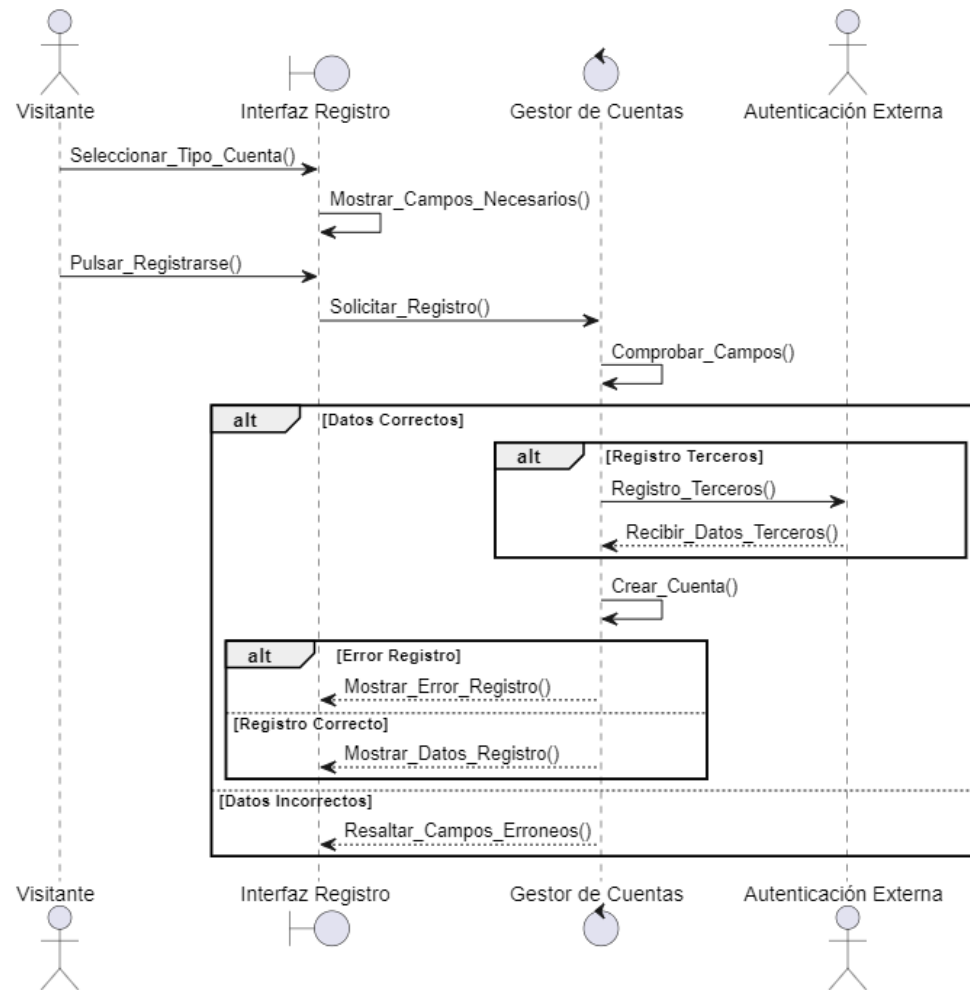 Visitante
Interfaz Registro
Gestor de Cuentas
Autenticación Externa
Seleccionar_Tipo_Cuenta()
Mostrar_Campos_Necesarios()
Pulsar_Registrarse()
Solicitar_Registro()
Comprobar_Campos()
alt [Datos Correctos]
alt [Registro Terceros]
Registro_Terceros()
Recibir_Datos_Terceros()
Crear_Cuenta()
alt [Error Registro]
Mostrar_Error_Registro()
[Registro Correcto]
Mostrar_Datos_Registro()
[Datos Incorrectos]
Resaltar_Campos_Erroneos()
Visitante
Interfaz Registro
Gestor de Cuentas
Autenticación Externa